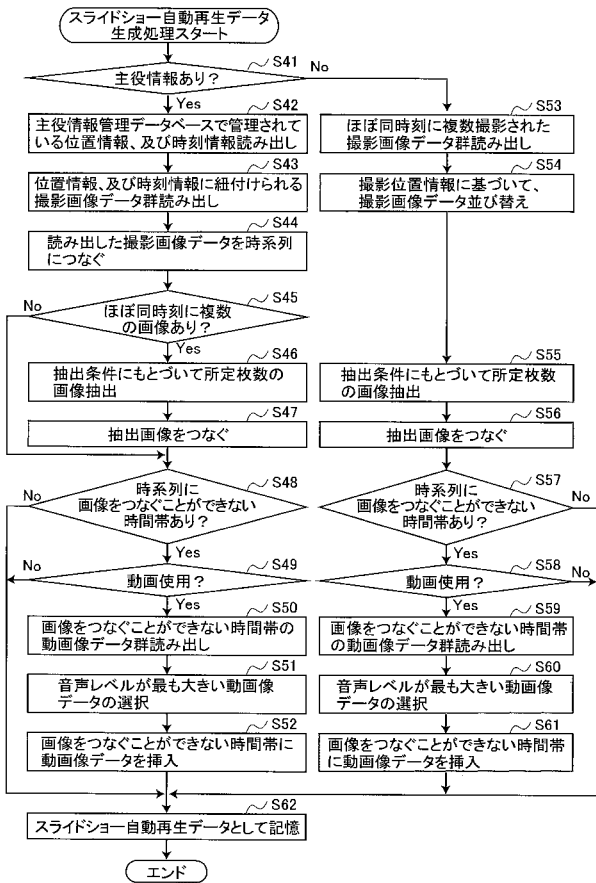 スライドショー自動再生データ
生成処理スタート
S41
主役情報あり?
No
Yes
S42
主役情報管理データベースで管理されて
いる位置情報、及び時刻情報読み出し
S43
位置情報、及び時刻情報に紐付けられる
撮影画像データ群読み出し
S44
読み出した撮影画像データを時系列
につなぐ
S45
ほぼ同時刻に複数
の画像あり?
No
Yes
S46
抽出条件にもとづいて所定枚数の
画像抽出
S47
抽出画像をつなぐ
S48
時系列に
画像をつなぐことができない
時間帯あり?
No
Yes
S49
動画使用?
No
Yes
S50
画像をつなぐことができない時間帯の
動画像データ群読み出し
S51
音声レベルが最も大きい動画像
データの選択
S52
画像をつなぐことができない時間帯に
動画像データを挿入
S53
ほぼ同時刻に複数撮影された
撮影画像データ群読み出し
S54
撮影位置情報に基づいて、
撮影画像データ並び替え
S55
抽出条件にもとづいて所定枚数
の画像抽出
S56
抽出画像をつなぐ
S57
時系列に
画像をつなぐことができない
時間帯あり?
No
Yes
S58
動画使用?
No
Yes
S59
画像をつなぐことができない時間帯
の動画像データ群読み出し
S60
音声レベルが最も大きい動画像
データの選択
S61
画像をつなぐことができない時間帯
に動画像データを挿入
S62
スライドショー自動再生データとして記憶
エンド